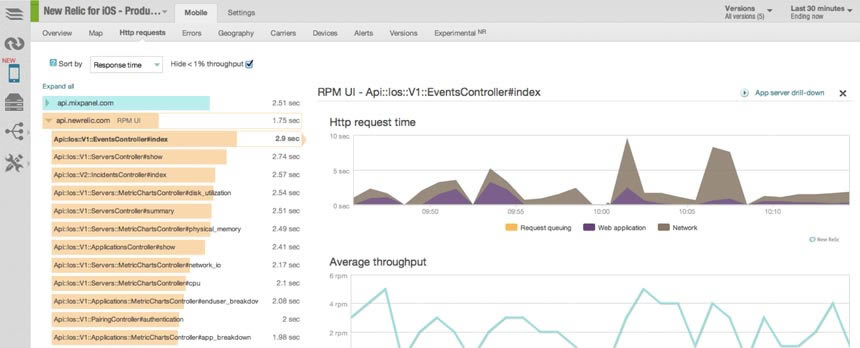 New Relic for iOS - Produ...
Mobile
Settings
Versions
All versions (5)
Last 30 minutes
Ending now
Overview
Map
Http requests
Errors
Geography
Carriers
Devices
Alerts
Versions
Experimental NR
NEW
Sort by
Response time
Hide < 1% throughput
Expand all
api.mixpanel.com 2.51 sec
api.newrelic.com RPM UI 1.75 sec
Api::Ios::V1::EventsController#index 2.9 sec
Api::Ios::V1::ServersController#show 2.74 sec
Api::Ios::V2::IncidentsController#index 2.57 sec
Api::Ios::V1::Servers::MetricChartsController#disk_utilization 2.54 sec
Api::Ios::V1::ServersController#summary 2.51 sec
Api::Ios::V1::Servers::MetricChartsController#physical_memory 2.49 sec
Api::Ios::V1::ApplicationsController#show 2.41 sec
Api::Ios::V1::Servers::MetricChartsController#network_io 2.17 sec
Api::Ios::V1::Servers::MetricChartsController#cpu 2.1 sec
Api::Ios::V1::Applications::MetricChartsController#enduser_breakdov 2.08 sec
Api::Ios::V1::PairingController#authentication 2 sec
Api::Ios::V1::Applications::MetricChartsController#app_breakdown 1.98 sec
RPM UI - Api::Ios::V1::EventsController#index
App server drill-down
Http request time
10 sec
5 sec
0 sec
09:50
09:55
10:00
10:05
10:10
Request queuing
Web application
Network
New Relic
Average throughput
6 rpm
4 rpm
2 rpm